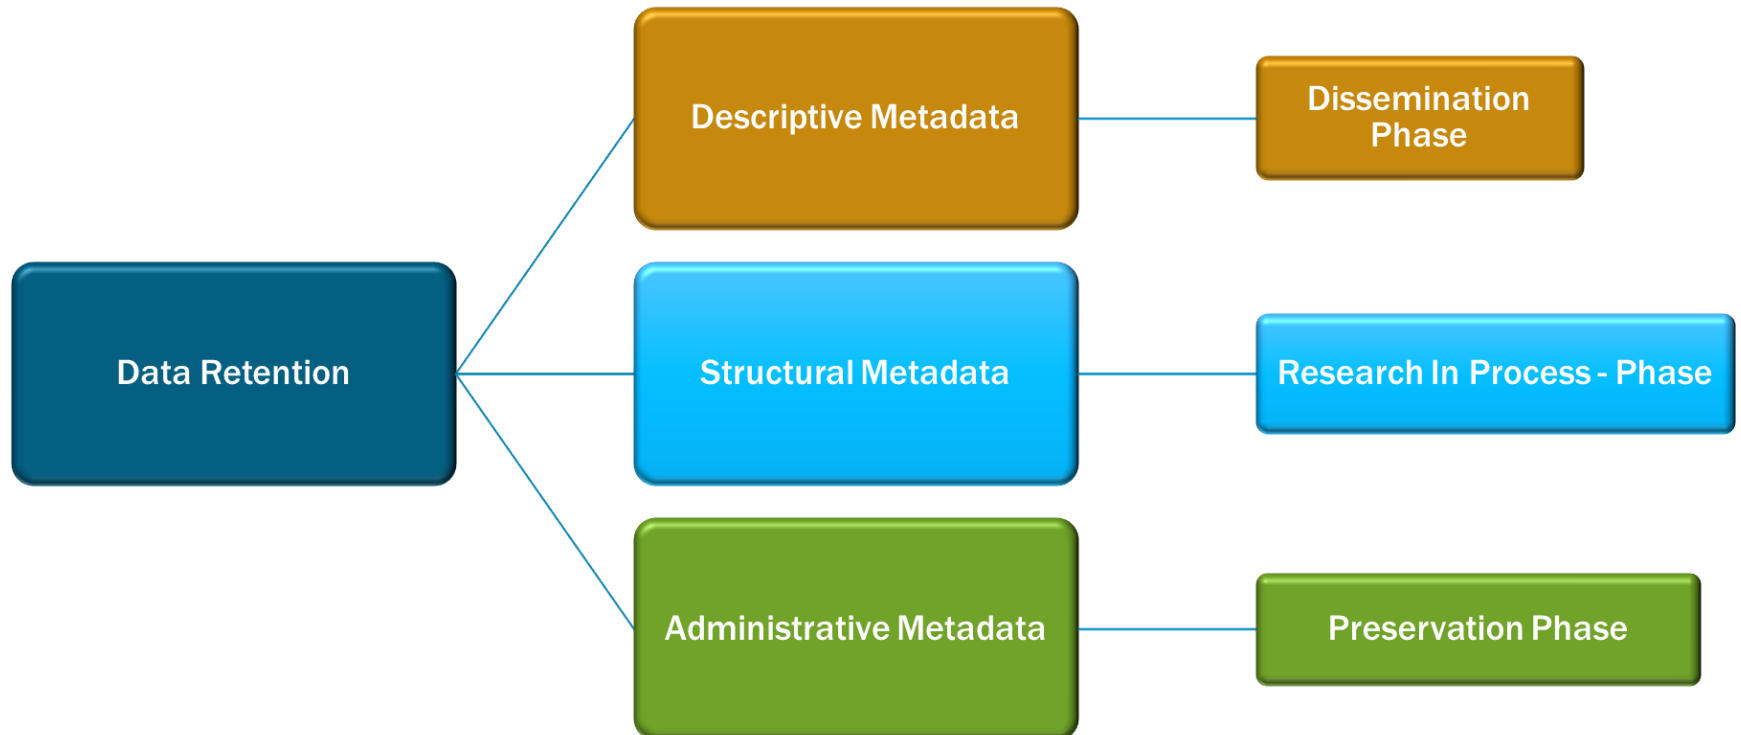 Descriptive Metadata
Dissemination
Phase
Data Retention
Structural Metadata
Research In Process - Phase
Administrative Metadata
Preservation Phase